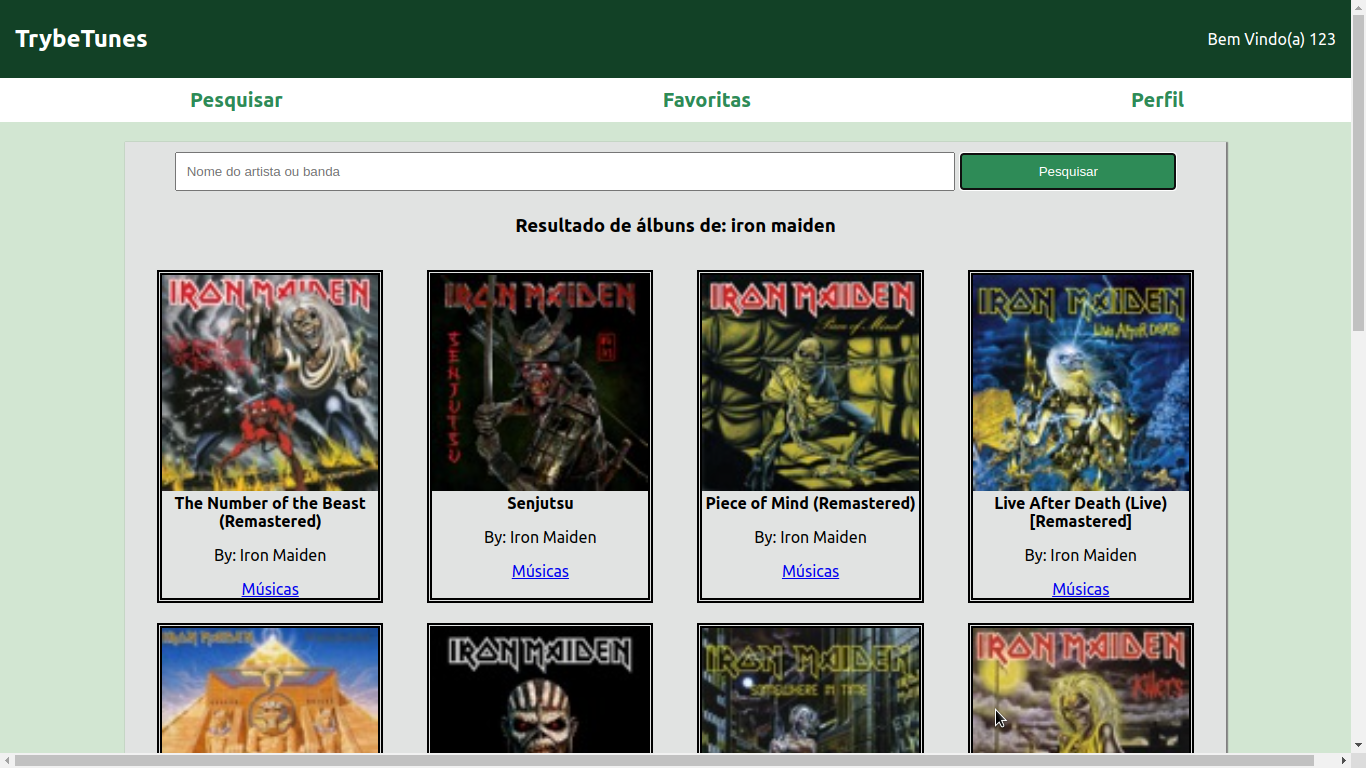 TrybeTunes
Bem Vindo(a) 123
Pesquisar
Favoritas
Perfil
Nome do artista ou banda
Pesquisar
Resultado de álbuns de: iron maiden
IRON MAIDEN
IRON MAIDEN
SENJUTSU
IRON MAIDEN
Piece of Mind
IRON MAIDEN
LIVE AFTER DEATH
The Number of the Beast
(Remastered)
By: Iron Maiden
Músicas
Senjutsu
By: Iron Maiden
Músicas
Piece of Mind (Remastered)
By: Iron Maiden
Músicas
Live After Death (Live)
[Remastered]
By: Iron Maiden
Músicas
IRON MAIDEN
IRON MAIDEN
IRON MAIDEN
SOMEWHERE IN TIME
IRON MAIDEN
Killers